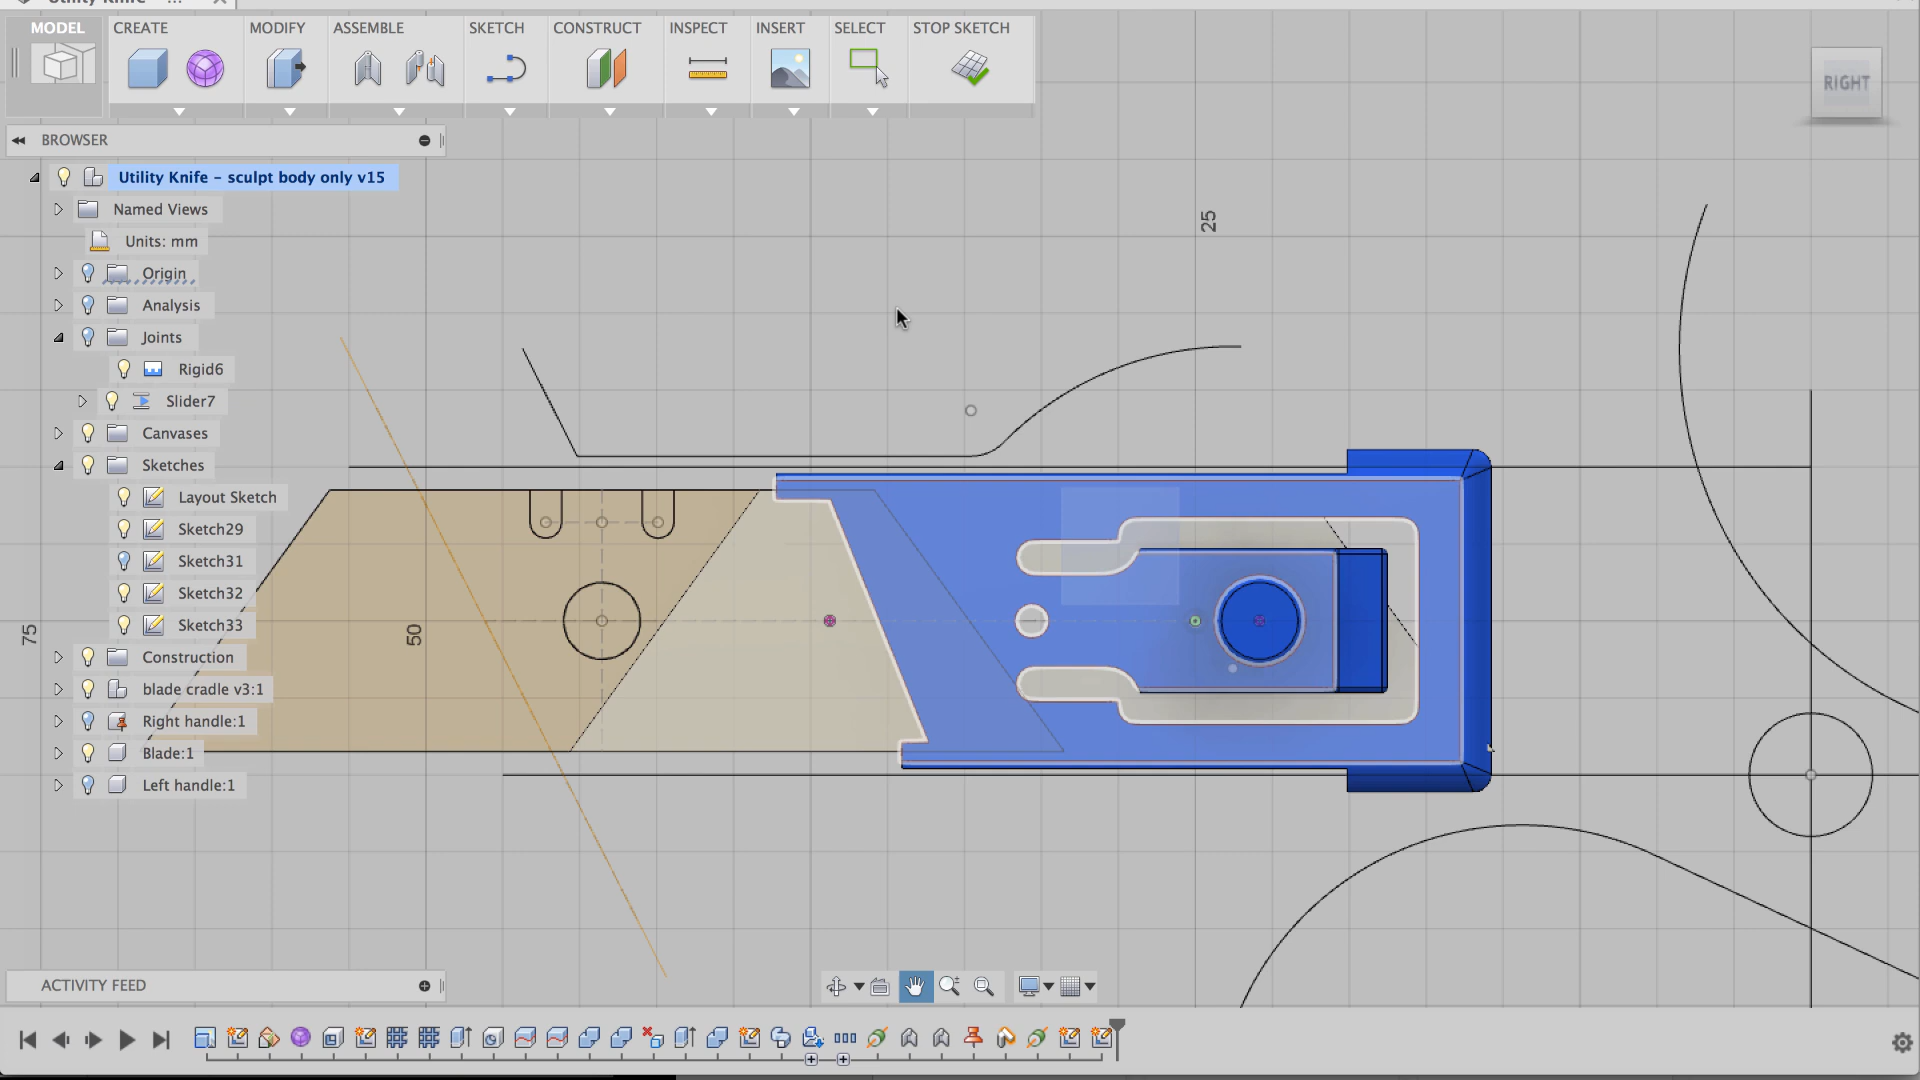 MODEL CREATE MODIFY ASSEMBLE SKETCH CONSTRUCT INSPECT INSERT SELECT STOP SKETCH
RIGHT
BROWSER
Utility Knife - sculpt body only v15
Named Views
Units: mm
Origin
Analysis
Joints
Rigid6
Slider7
Canvases
Sketches
Layout Sketch
Sketch29
Sketch31
Sketch32
Sketch33
Construction
blade cradle v3:1
Right handle:1
Blade:1
Left handle:1
25
50
75
ACTIVITY FEED